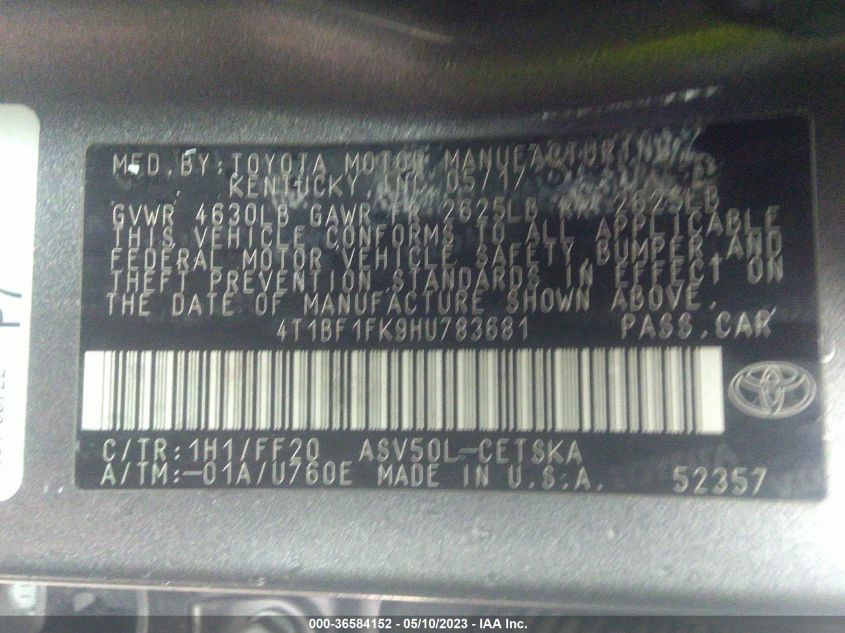 MFD. BY: TOYOTA MOTOR MANUFACTURING
KENTUCKY, INC. 05/17
GVWR 4630LB GAWR FR 2625LB RR 2625LB
THIS VEHICLE CONFORMS TO ALL APPLICABLE
FEDERAL MOTOR VEHICLE SAFETY, BUMPER AND
THEFT PREVENTION STANDARDS IN EFFECT ON
THE DATE OF MANUFACTURE SHOWN ABOVE.
4T1BF1FK9HU783681 PASS.CAR
C/TR:1H1/FF20 ASV50L-CETSKA
A/TM:-01A/U760E MADE IN U.S.A. 52357
P7
000-36584152 - 05/10/2023 - IAA Inc.